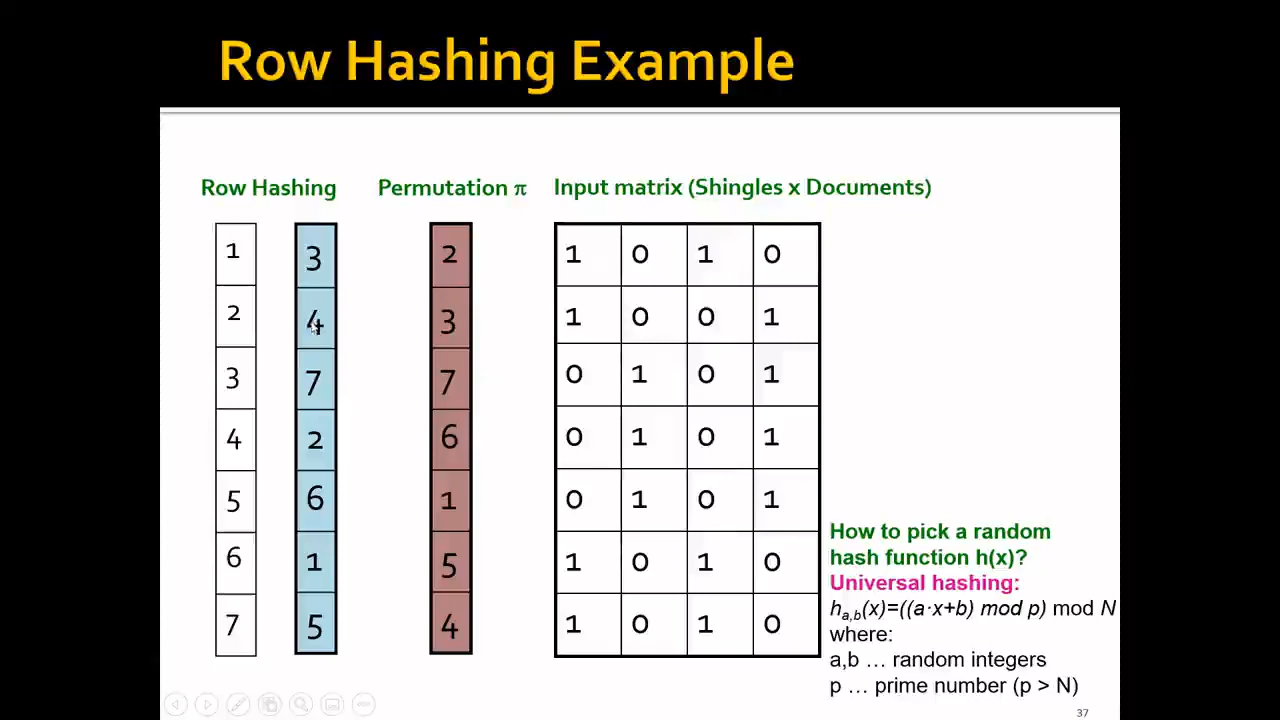 Row Hashing Example
Row Hashing Permutation π Input matrix (Shingles x Documents)
1 3 2 1 0 1 0
2 4 3 1 0 0 1
3 7 7 0 1 0 1
4 2 6 0 1 0 1
5 6 1 0 1 0 1
6 1 5 1 0 1 0
7 5 4 1 0 1 0
How to pick a random
hash function h(x)?
Universal hashing:
ha,b(x)=((a·x+b) mod p) mod N
where:
a,b … random integers
p … prime number (p > N)
37